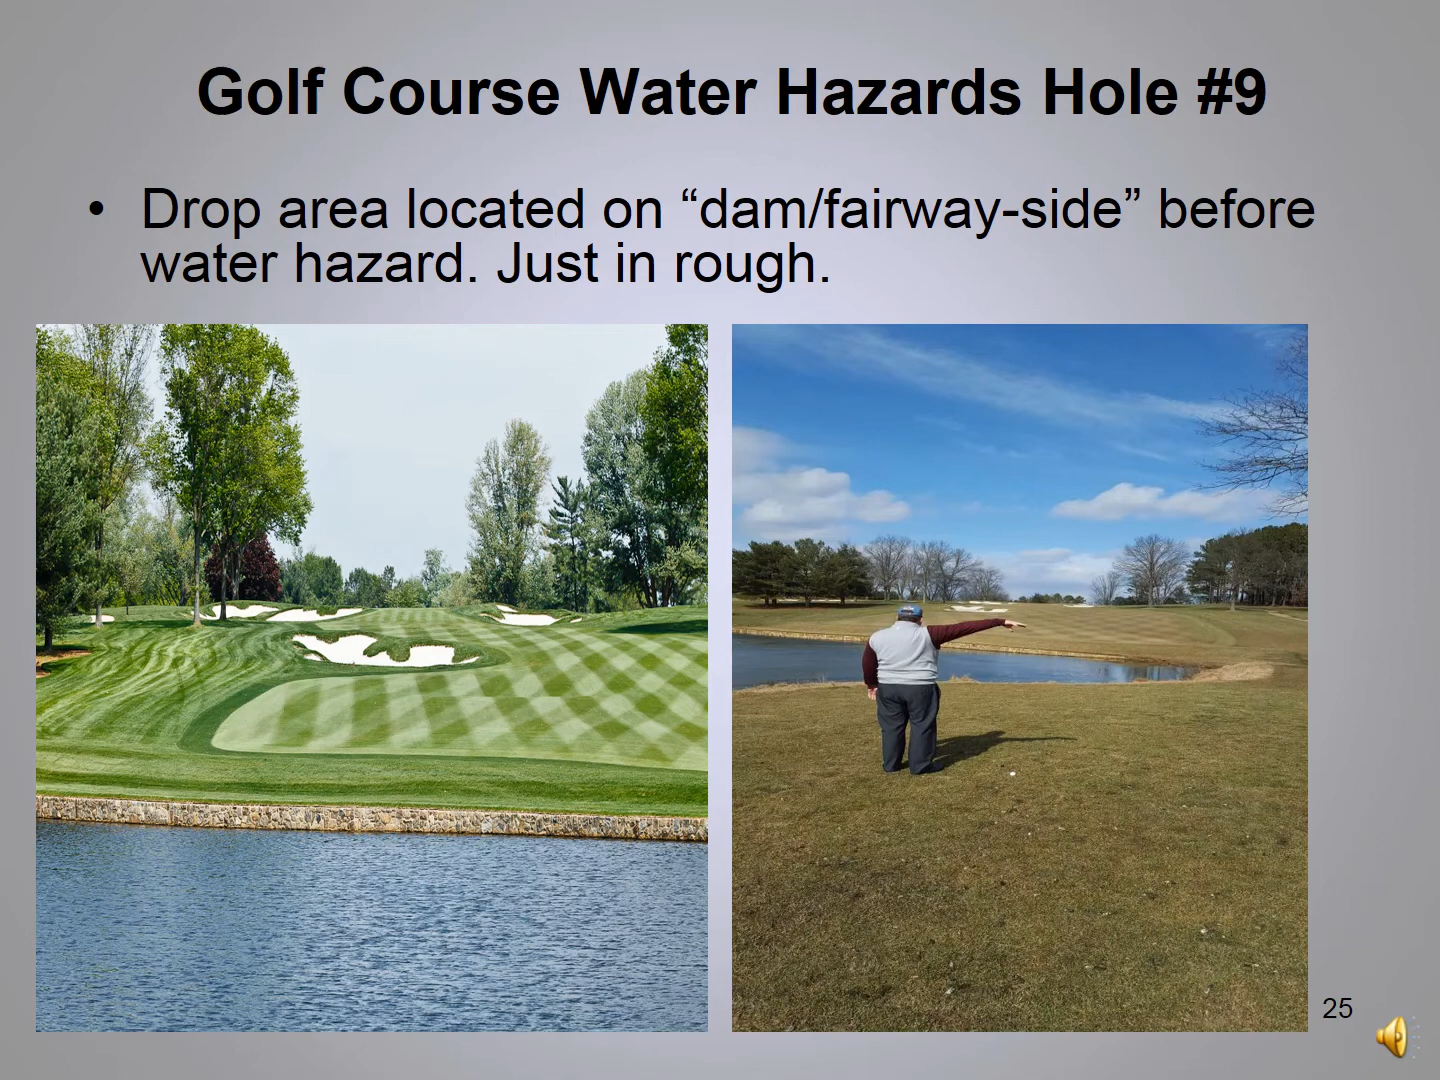 Golf Course Water Hazards Hole #9
• Drop area located on “dam/fairway-side” before
water hazard. Just in rough.
25